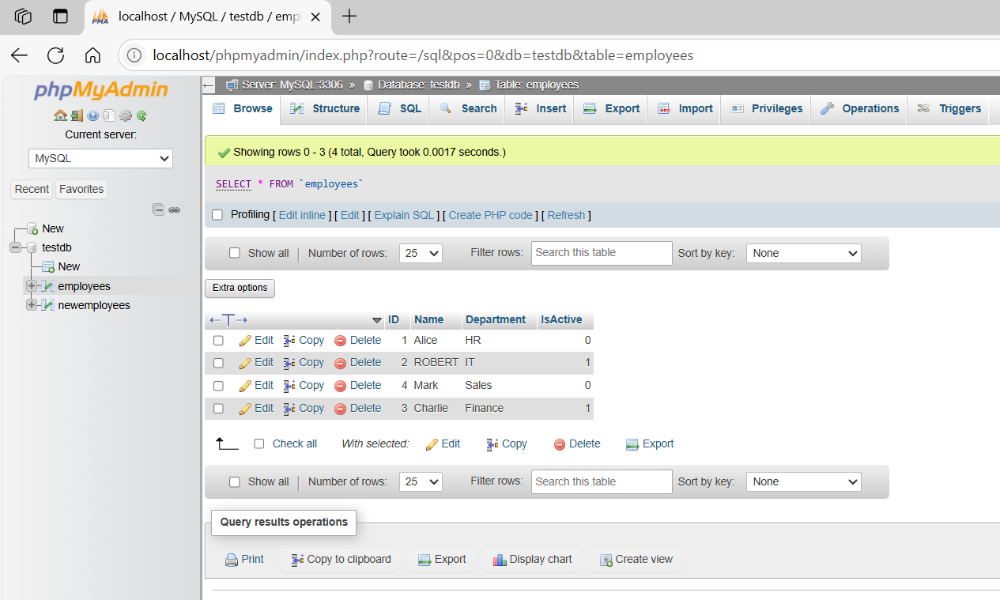 PMA localhost / MySQL / testdb / emp
localhost/phpmyadmin/index.php?route=/sql&pos=0&db=testdb&table=employees
phpMyAdmin
Current server:
MySQL
Recent Favorites
New
testdb
New
employees
newemployees
Server: MySQL:3306 » Database: testdb » Table: employees
Browse Structure SQL Search Insert Export Import Privileges Operations Triggers
Showing rows 0 - 3 (4 total, Query took 0.0017 seconds.)
SELECT * FROM `employees`
Profiling [ Edit inline ] [ Edit ] [ Explain SQL ] [ Create PHP code ] [ Refresh ]
Show all | Number of rows: 25 Filter rows: Search this table Sort by key: None
Extra options
←T→ ID Name Department IsActive
Edit Copy Delete 1 Alice HR 0
Edit Copy Delete 2 ROBERT IT 1
Edit Copy Delete 4 Mark Sales 0
Edit Copy Delete 3 Charlie Finance 1
Check all With selected: Edit Copy Delete Export
Show all | Number of rows: 25 Filter rows: Search this table Sort by key: None
Query results operations
Print Copy to clipboard Export Display chart Create view